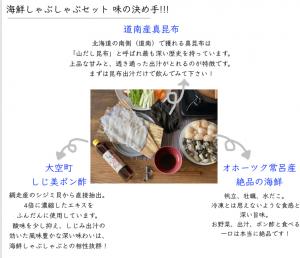 海鮮しゃぶしゃぶセット 味の決め手!!!
道南産真昆布
北海道の南側（道南）で獲れる真昆布は
「山だし昆布」と呼ばれ最も深い歴史を持っています。
上品な甘みと、透き通った出汁がとれるのが特徴です。
まずは昆布出汁だけで飲んでみて下さい！
大空町
しじ美ポン酢
網走産のシジミ貝から直接抽出。
4倍に濃縮したエキスを
ふんだんに使用しています。
酸味を少し抑え、しじみ出汁の
効いた風味豊かな深い味わいは、
海鮮しゃぶしゃぶとの相性抜群！
オホーツク常呂産
絶品の海鮮
帆立、牡蠣、水だこ。
冷凍とは思えないような食感と
深い旨味。
お野菜、出汁、ポン酢と食べる
一口は本当に絶品です！